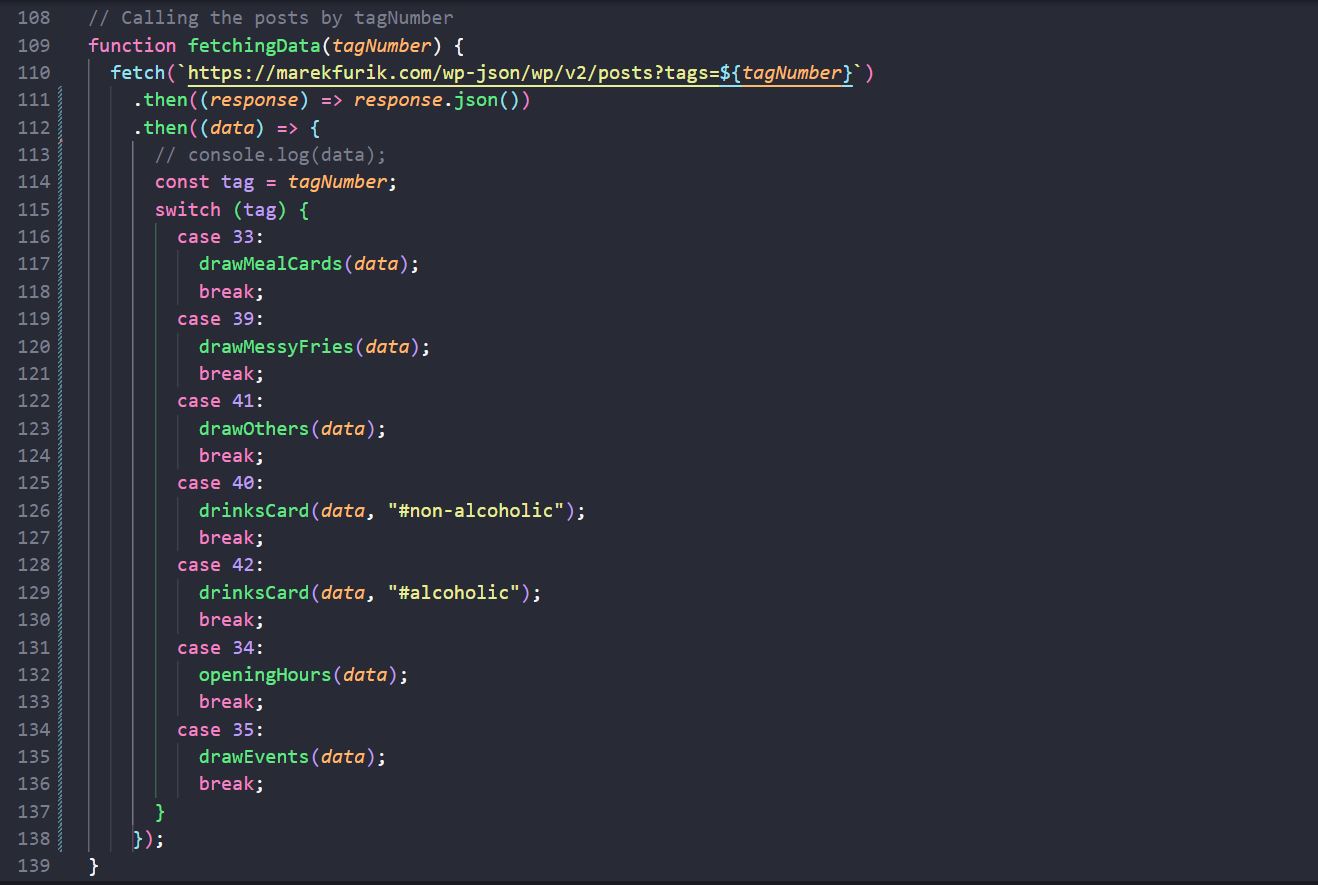 108 // Calling the posts by tagNumber
109 function fetchingData(tagNumber) {
110   fetch(`https://marekfurik.com/wp-json/wp/v2/posts?tags=${tagNumber}`)
111     .then((response) => response.json())
112     .then((data) => {
113       // console.log(data);
114       const tag = tagNumber;
115       switch (tag) {
116         case 33:
117           drawMealCards(data);
118           break;
119         case 39:
120           drawMessyFries(data);
121           break;
122         case 41:
123           drawOthers(data);
124           break;
125         case 40:
126           drinksCard(data, "#non-alcoholic");
127           break;
128         case 42:
129           drinksCard(data, "#alcoholic");
130           break;
131         case 34:
132           openingHours(data);
133           break;
134         case 35:
135           drawEvents(data);
136           break;
137       }
138     });
139 }